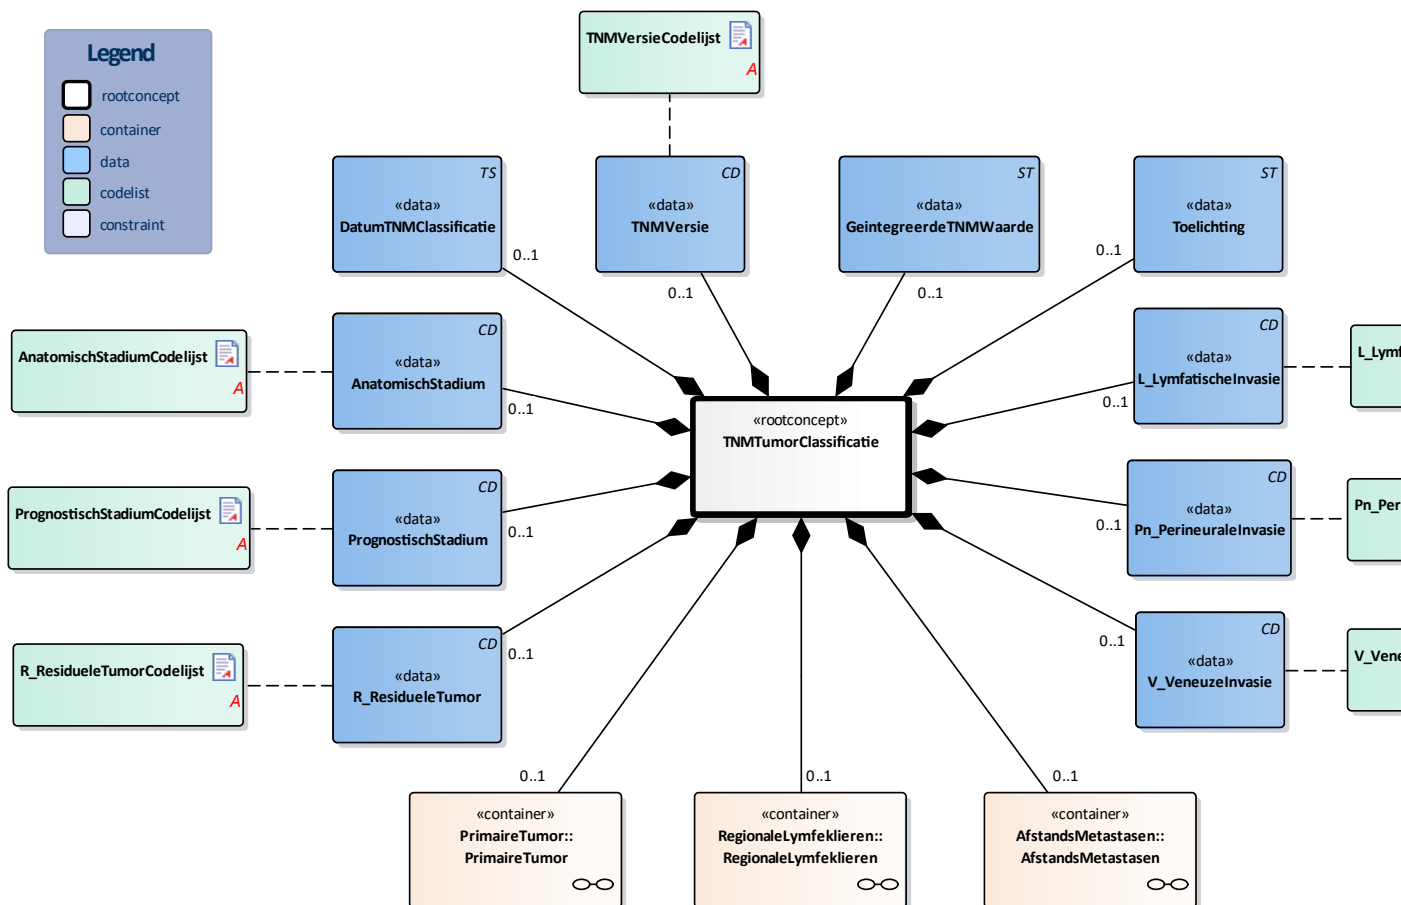 Legend
rootconcept
container
data
codelist
constraint
TNMVersieCodelijst
A
TS
«data»
DatumTNMClassificatie
0..1
CD
«data»
TNMVersie
0..1
ST
«data»
GeintegreerdeTNMWaarde
0..1
ST
«data»
Toelichting
0..1
AnatomischStadiumCodelijst
A
CD
«data»
AnatomischStadium
0..1
«rootconcept»
TNMTumorClassificatie
CD
«data»
L_LymfatischeInvasie
0..1
L_Lymf
PrognostischStadiumCodelijst
A
CD
«data»
PrognostischStadium
0..1
CD
«data»
Pn_PerineuraleInvasie
0..1
Pn_Per
R_ResidueleTumorCodelijst
A
CD
«data»
R_ResidueleTumor
0..1
CD
«data»
V_VeneuzeInvasie
0..1
V_Vene
0..1
«container»
PrimaireTumor::
PrimaireTumor
0..1
«container»
RegionaleLymfeklieren::
RegionaleLymfeklieren
0..1
«container»
AfstandsMetastasen::
AfstandsMetastasen